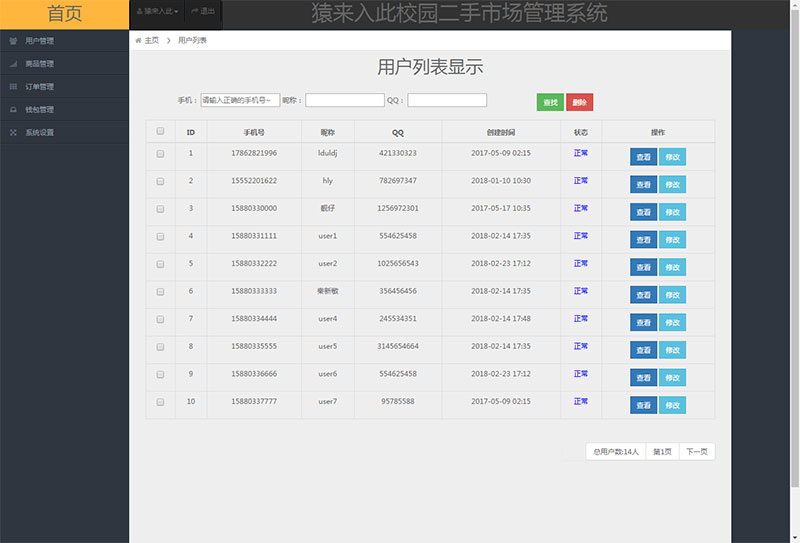 首页 猿来入此 退出 猿来入此校园二手市场管理系统
用户管理
商品管理
订单管理
钱包管理
系统设置
主页 > 用户列表
用户列表显示
手机： 请输入正确的手机号~ 昵称： QQ： 查找 删除
ID 手机号 昵称 QQ 创建时间 状态 操作
1 17862821996 lduldj 421330323 2017-05-09 02:15 正常 查看 修改
2 15552201622 hly 782697347 2018-01-10 10:30 正常 查看 修改
3 15880330000 靓仔 1256972301 2017-05-17 10:35 正常 查看 修改
4 15880331111 user1 554625458 2018-02-14 17:35 正常 查看 修改
5 15880332222 user2 1025656543 2018-02-23 17:12 正常 查看 修改
6 15880333333 秦新敏 356456456 2018-02-14 17:35 正常 查看 修改
7 15880334444 user4 245534351 2018-02-14 17:48 正常 查看 修改
8 15880335555 user5 3145654664 2018-02-14 17:35 正常 查看 修改
9 15880336666 user6 554625458 2018-02-23 17:12 正常 查看 修改
10 15880337777 user7 95785588 2017-05-09 02:15 正常 查看 修改
总用户数:14人 第1页 下一页